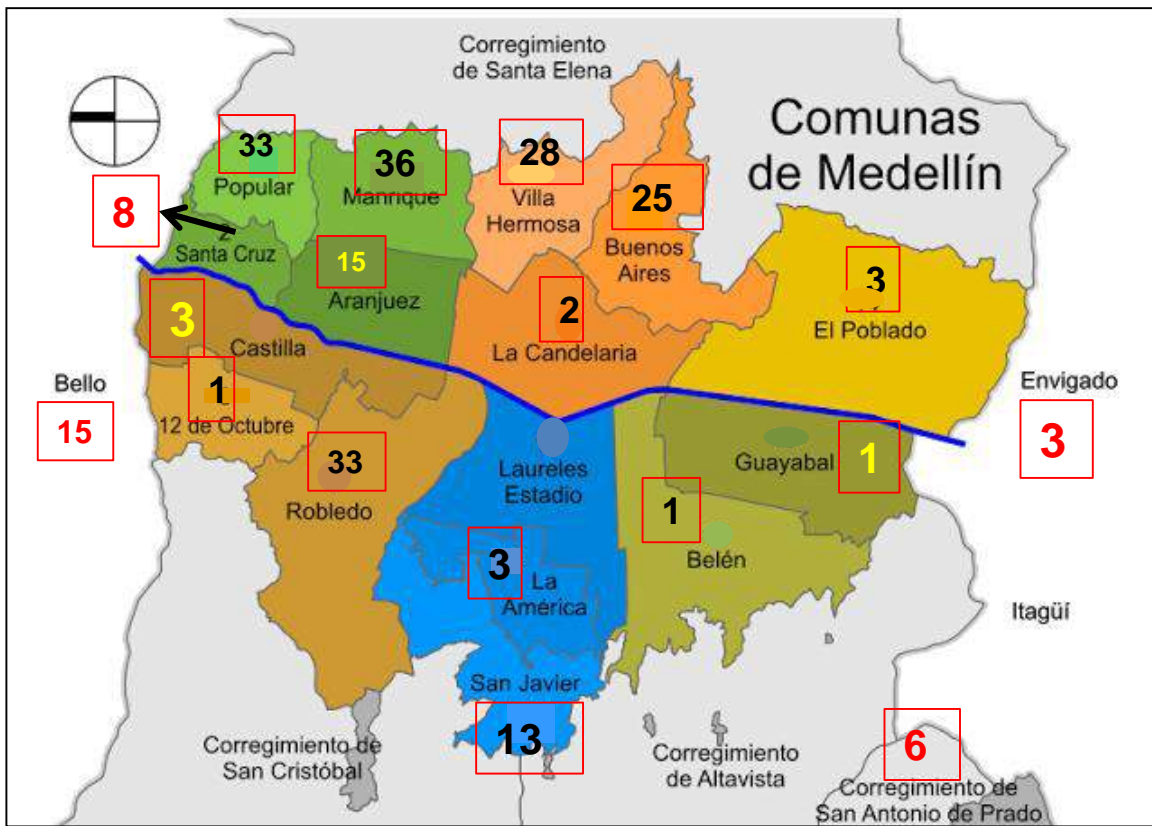 Corregimiento
de Santa Elena
Comunas
de Medellín
33
Popular
36
Manrique
28
Villa
Hermosa
25
Buenos
Aires
8
Santa Cruz
15
Aranjuez
2
La Candelaria
3
El Poblado
3
Castilla
Bello
15
1
12 de Octubre
33
Robledo
Laureles
Estadio
Guayabal
1
Envigado
3
1
Belén
3
La
América
Itagüí
San Javier
13
Corregimiento de
San Cristóbal
Corregimiento
de Altavista
6
Corregimiento de
San Antonio de Prado